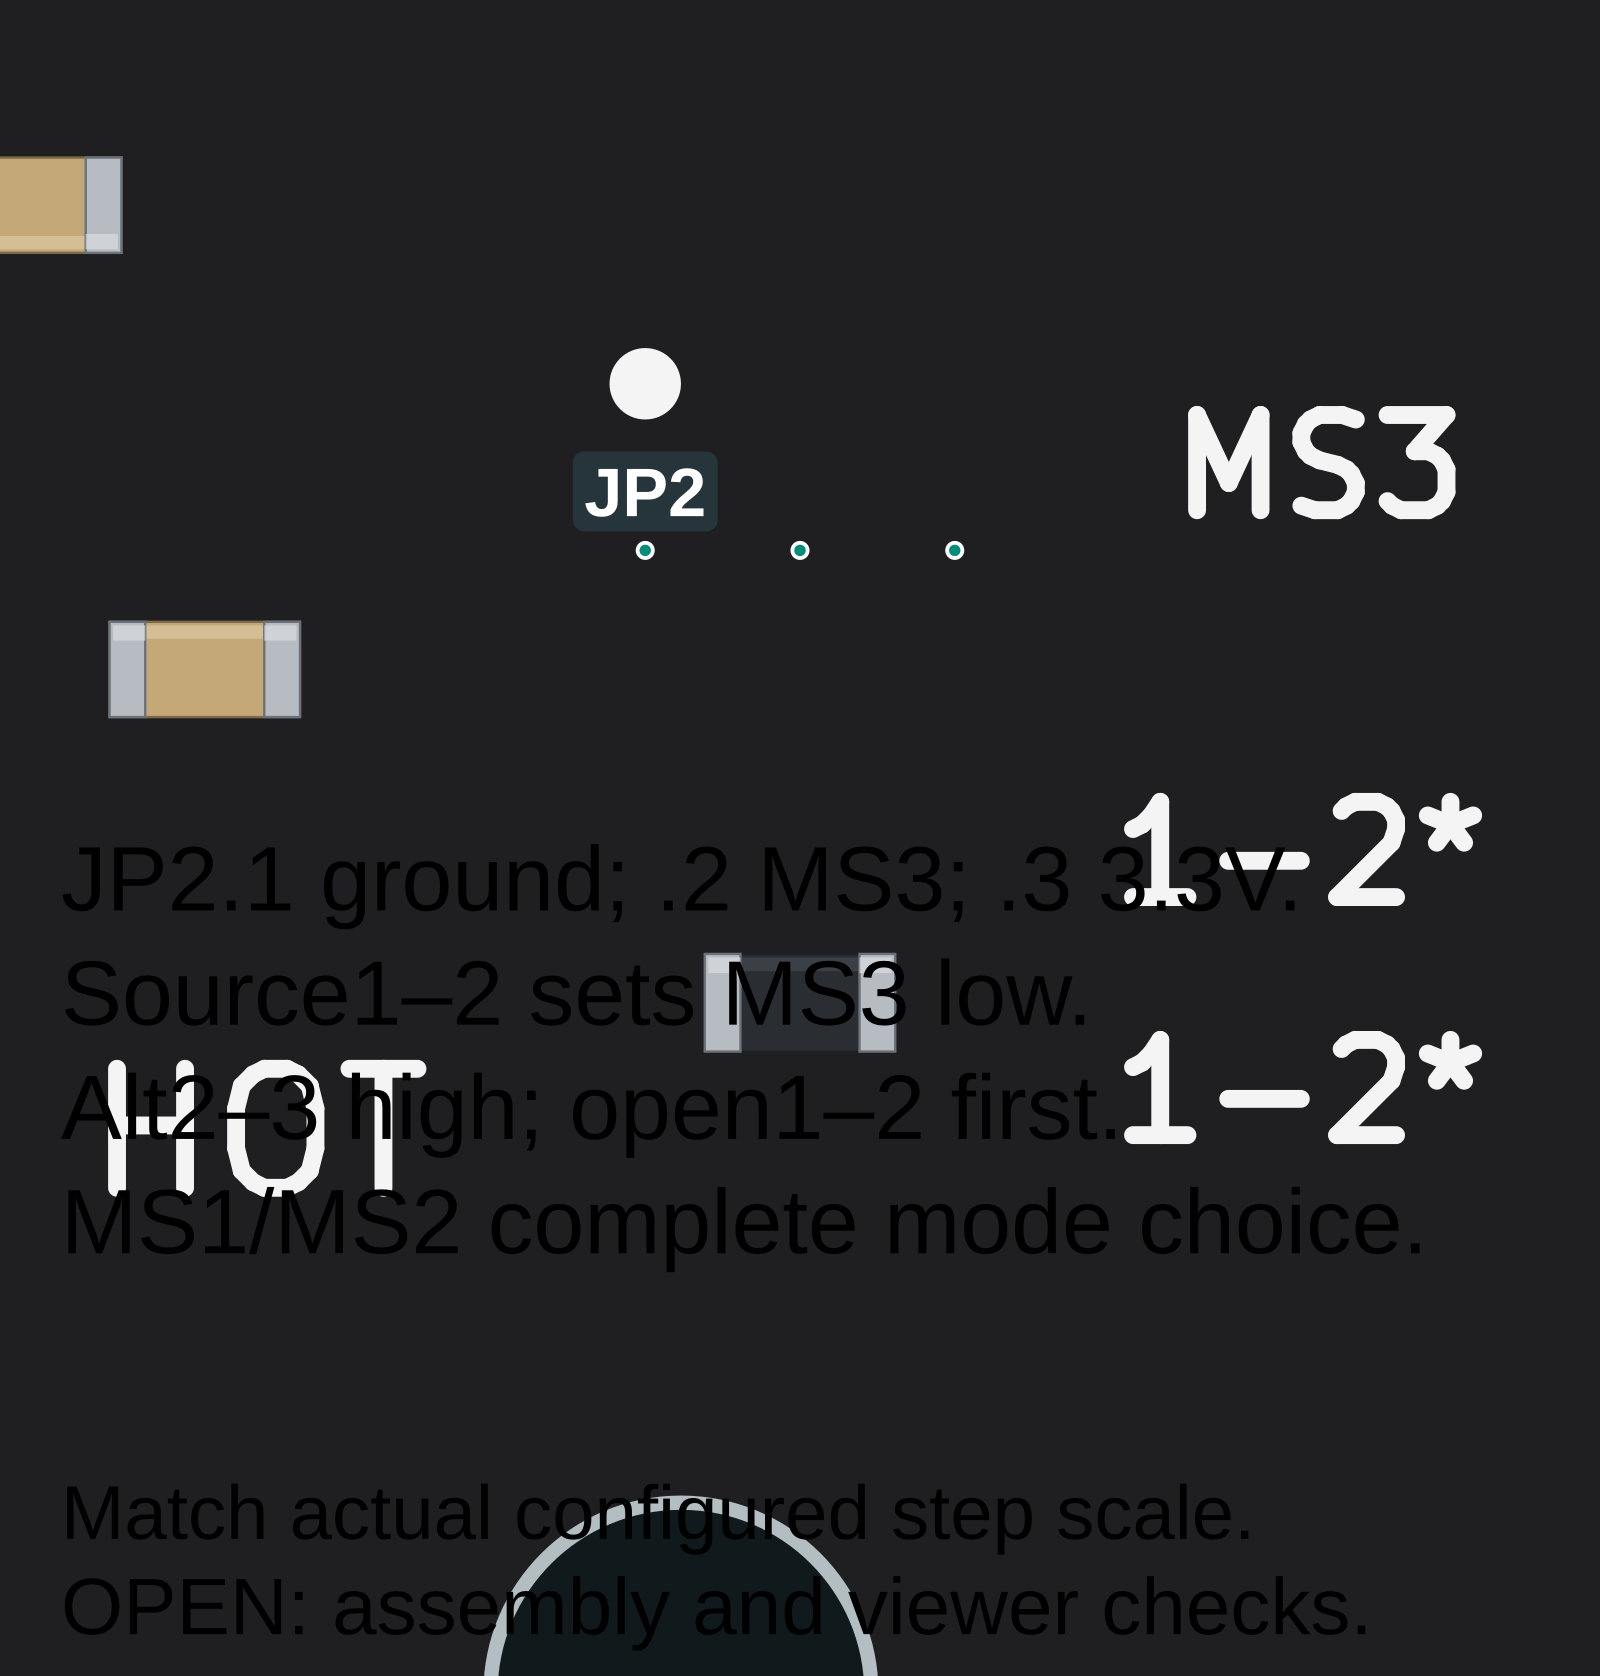 JP2
MS3
1-2*
JP2.1 ground; .2 MS3; .3 3.3V.
Source1–2 sets MS3 low.
1-2*
HOT
Alt2–3 high; open1–2 first.
MS1/MS2 complete mode choice.
Match actual configured step scale.
OPEN: assembly and viewer checks.